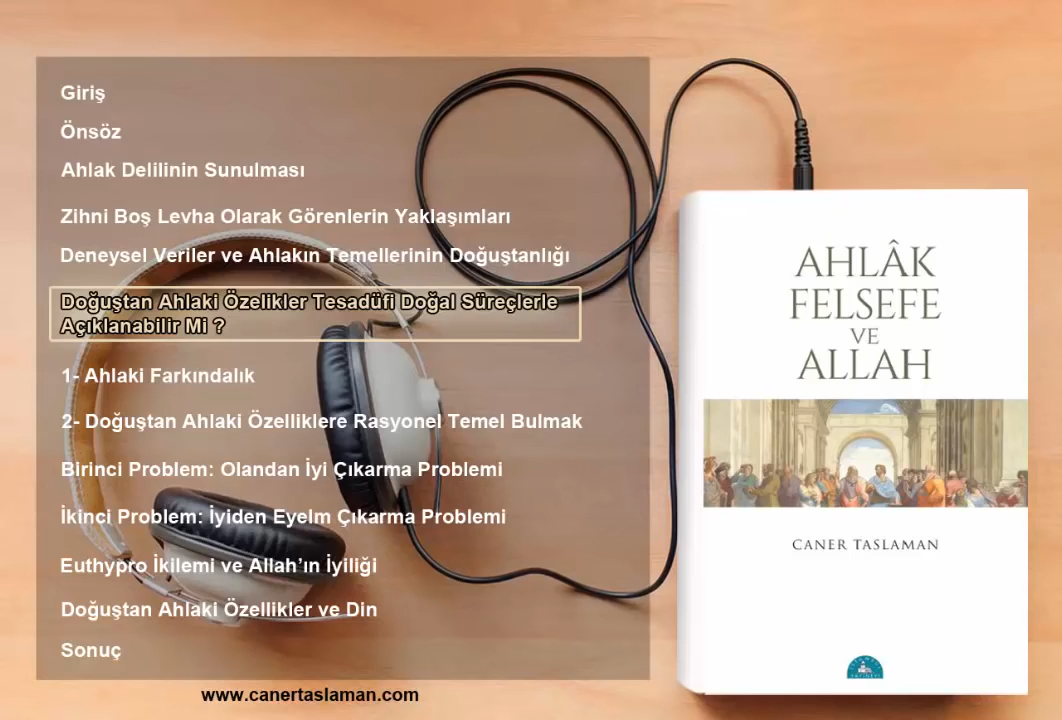 Giriş
Önsöz
Ahlak Delilinin Sunulması
Zihni Boş Levha Olarak Görenlerin Yaklaşımları
Deneysel Veriler ve Ahlakın Temellerinin Doğuştanlığı
Doğuştan Ahlaki Özelikler Tesadüfi Doğal Süreçlerle
Açıklanabilir Mi ?
1- Ahlaki Farkındalık
2- Doğuştan Ahlaki Özelliklere Rasyonel Temel Bulmak
Birinci Problem: Olandan İyi Çıkarma Problemi
İkinci Problem: İyiden Eyelm Çıkarma Problemi
Euthypro İkilemi ve Allah’ın İyiliği
Doğuştan Ahlaki Özellikler ve Din
Sonuç
www.canertaslaman.com
AHLÂK
FELSEFE
VE
ALLAH
CANER TASLAMAN